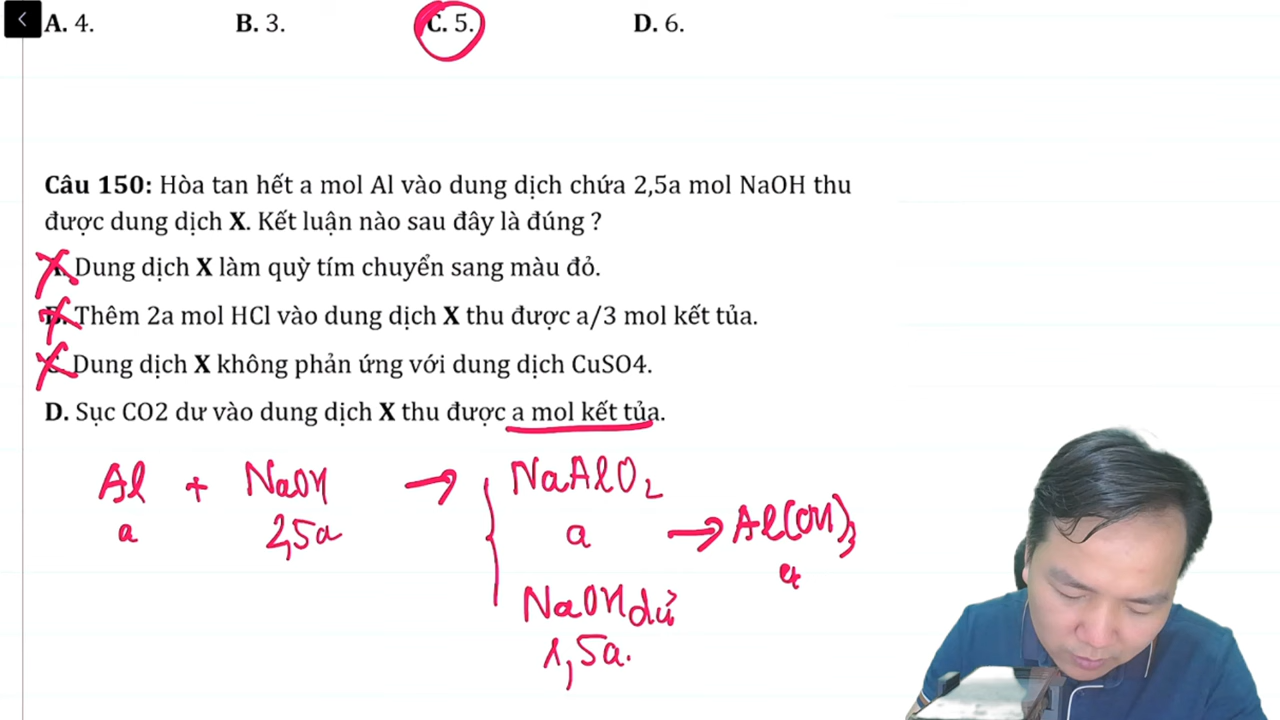 A. 4. B. 3. C. 5. D. 6.
Câu 150: Hòa tan hết a mol Al vào dung dịch chứa 2,5a mol NaOH thu
được dung dịch X. Kết luận nào sau đây là đúng ?
Dung dịch X làm quỳ tím chuyển sang màu đỏ.
B. Thêm 2a mol HCl vào dung dịch X thu được a/3 mol kết tủa.
C. Dung dịch X không phản ứng với dung dịch CuSO4.
D. Sục CO2 dư vào dung dịch X thu được a mol kết tủa.
Al + NaOH → { NaAlO2
a 2,5a a → Al(OH)3
a
NaOH dư
1,5a.